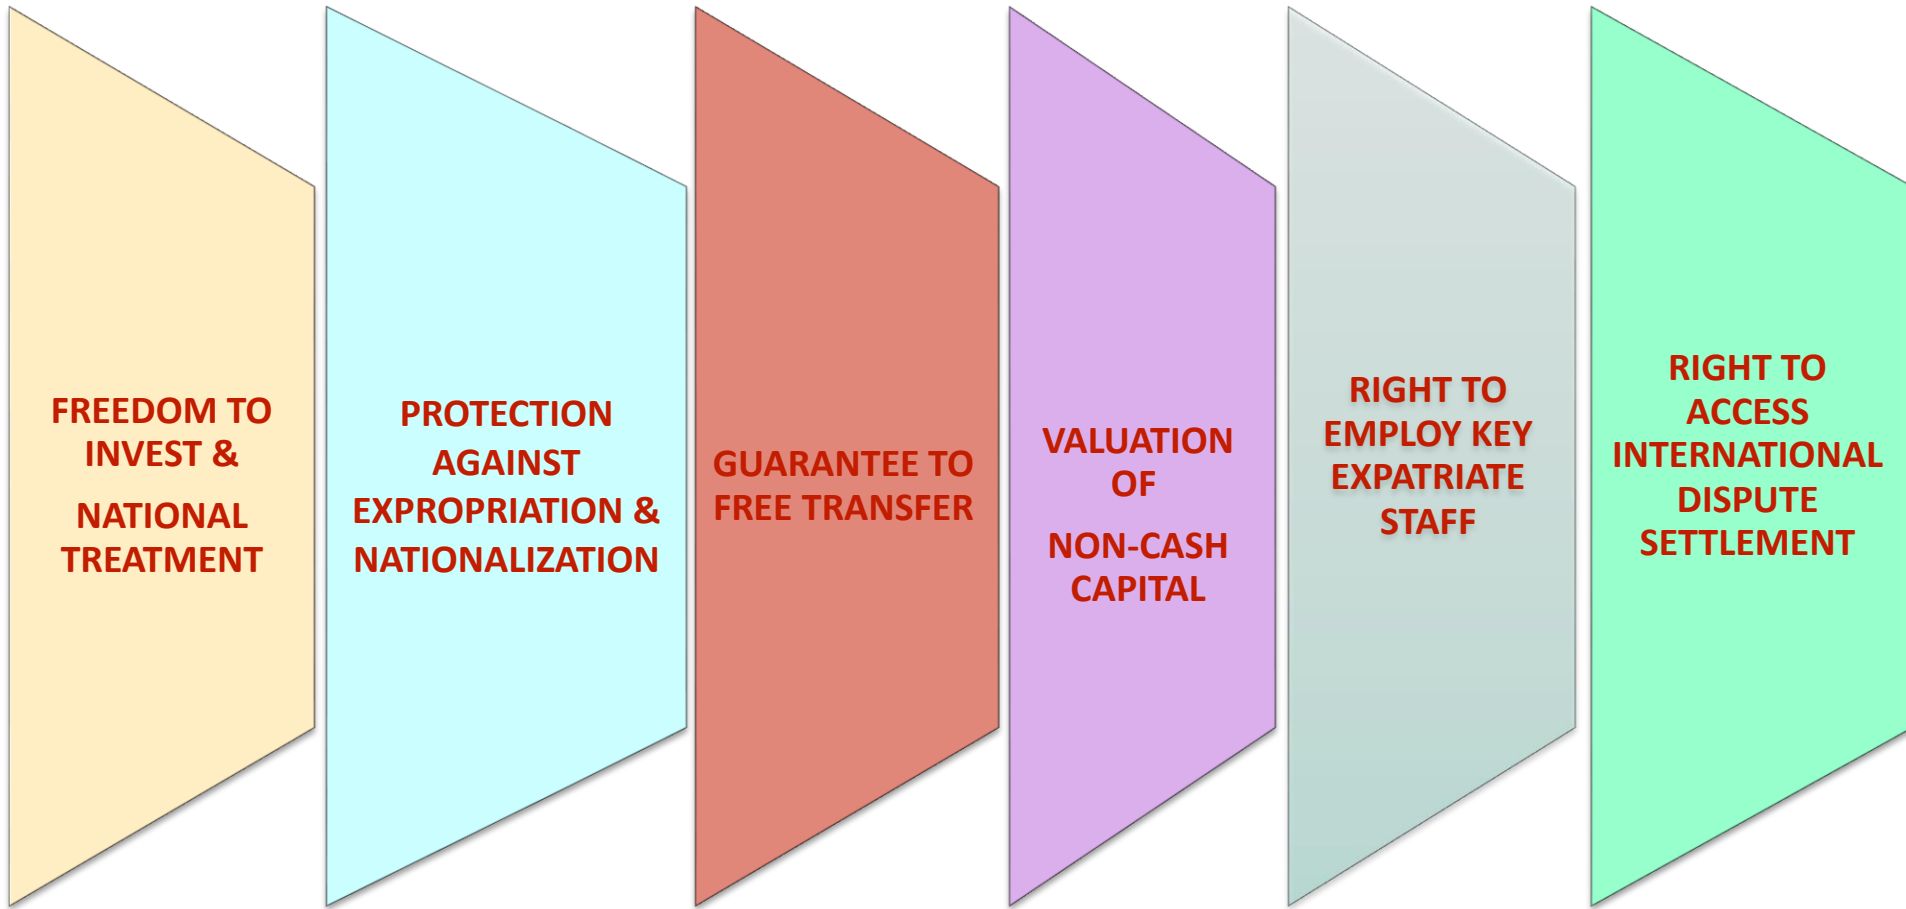 FREEDOM TO
INVEST &
NATIONAL
TREATMENT
PROTECTION
AGAINST
EXPROPRIATION &
NATIONALIZATION
GUARANTEE TO
FREE TRANSFER
VALUATION
OF
NON-CASH
CAPITAL
RIGHT TO
EMPLOY KEY
EXPATRIATE
STAFF
RIGHT TO
ACCESS
INTERNATIONAL
DISPUTE
SETTLEMENT